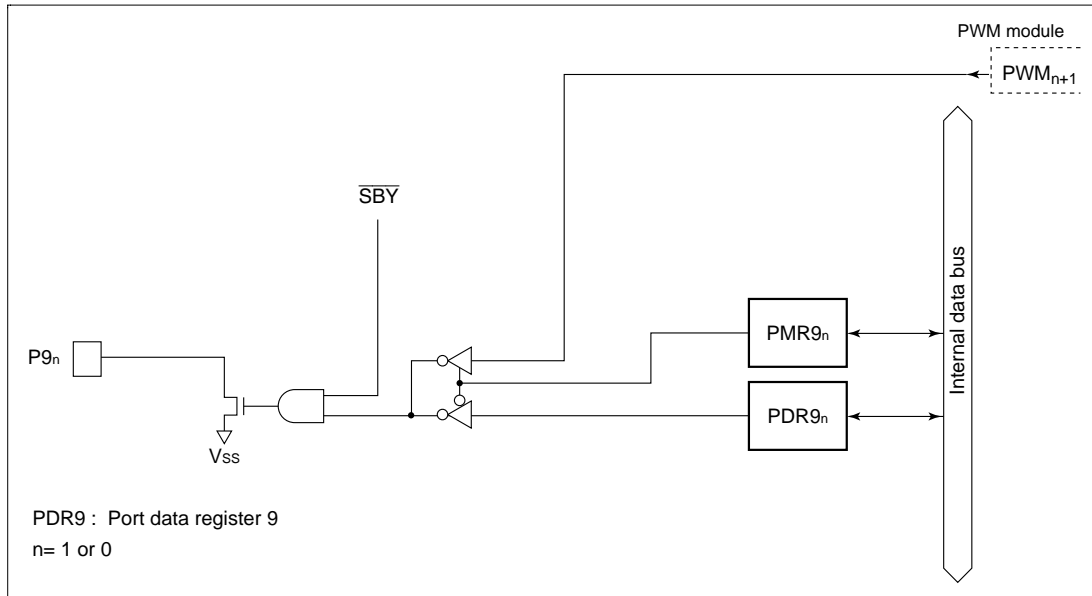 PWM module
PWMn+1
SBY
Internal data bus
PMR9n
P9n
PDR9n
VSS
PDR9 : Port data register 9
n= 1 or 0